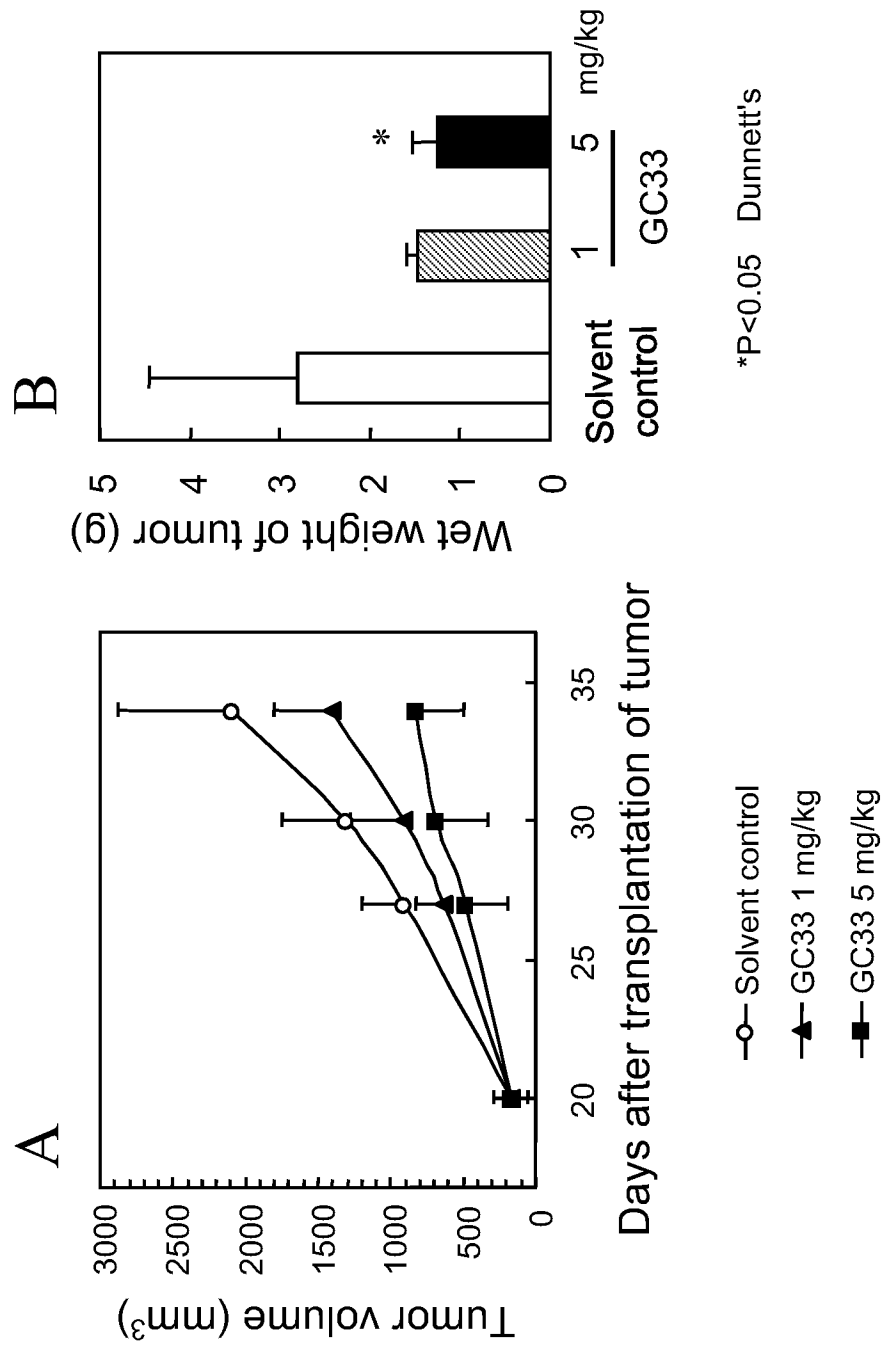 A
Tumor volume (mm³)
3000
2500
2000
1500
1000
500
0
20 25 30 35
Days after transplantation of tumor
Solvent control
GC33 1 mg/kg
GC33 5 mg/kg
B
Wet weight of tumor (g)
5
4
3
2
1
0
*
Solvent
control
1 5 mg/kg
GC33
*P<0.05 Dunnett's